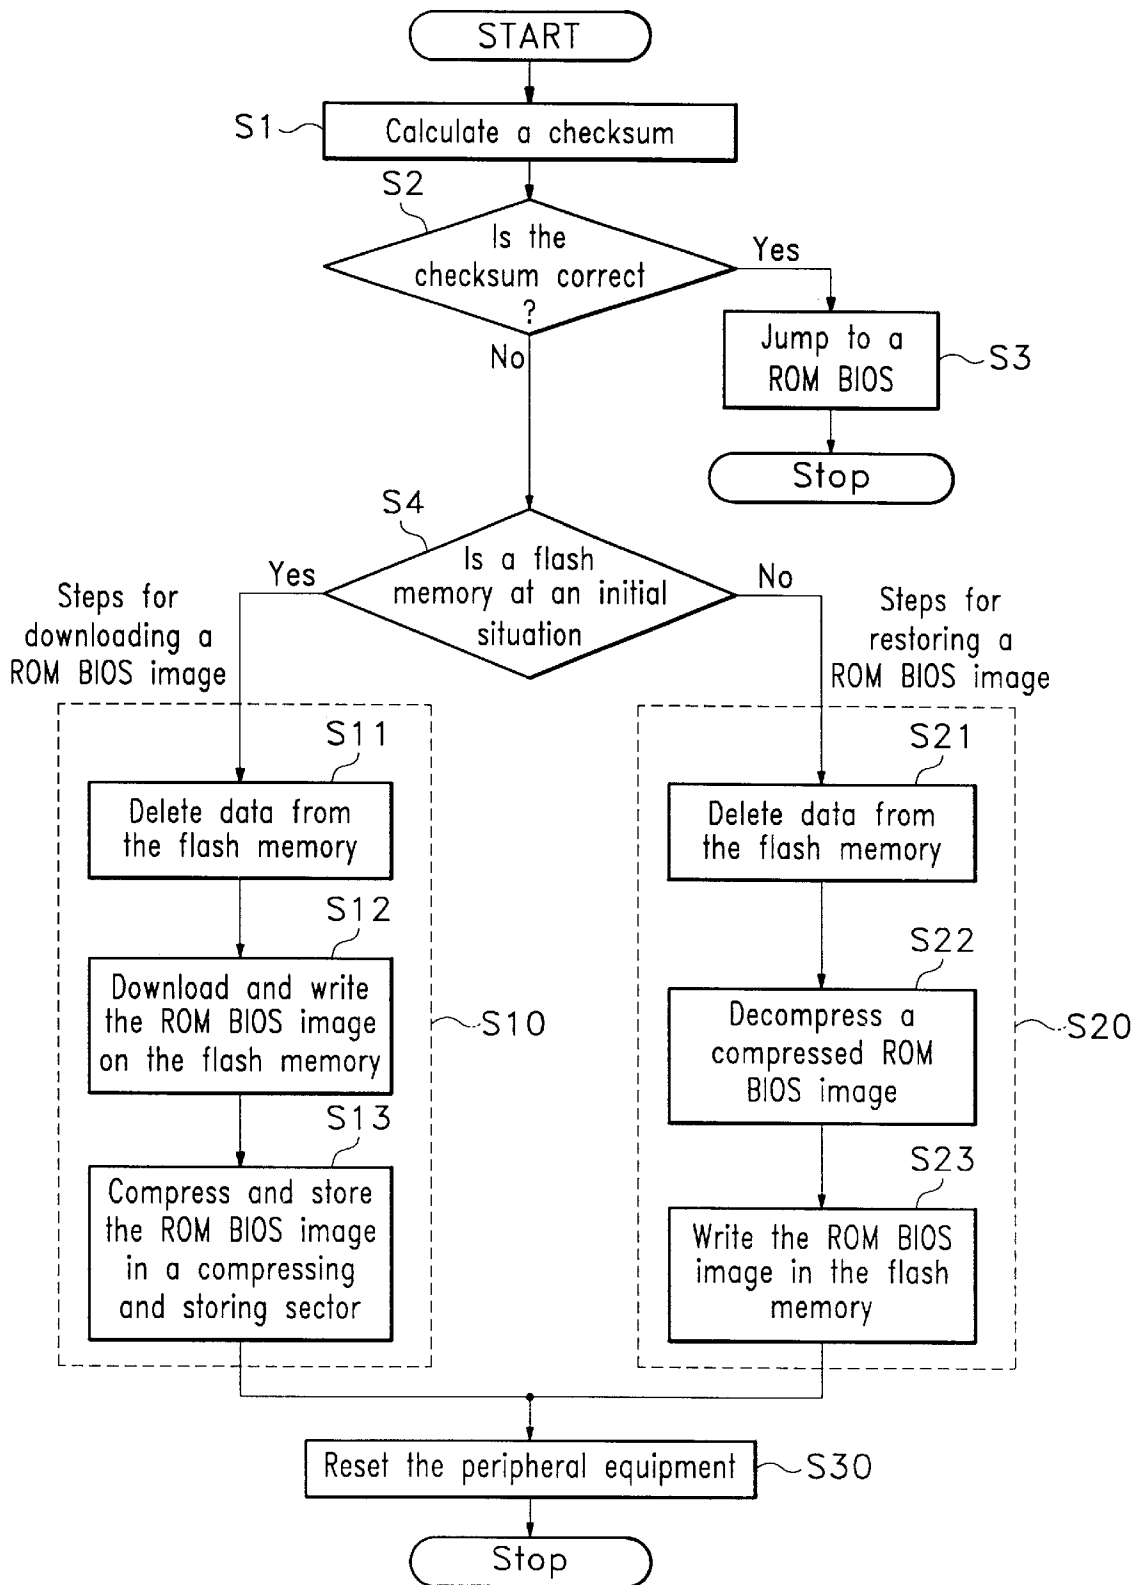 START
S1
Calculate a checksum
S2
Is the
checksum correct
?
Yes
No
Jump to a
ROM BIOS
S3
Stop
S4
Is a flash
memory at an initial
situation
Yes
No
Steps for
downloading a
ROM BIOS image
Steps for
restoring a
ROM BIOS image
S11
Delete data from
the flash memory
S12
Download and write
the ROM BIOS image
on the flash memory
S10
S13
Compress and store
the ROM BIOS image
in a compressing
and storing sector
S21
Delete data from
the flash memory
S22
Decompress a
compressed ROM
BIOS image
S20
S23
Write the ROM BIOS
image in the flash
memory
Reset the peripheral equipment
S30
Stop